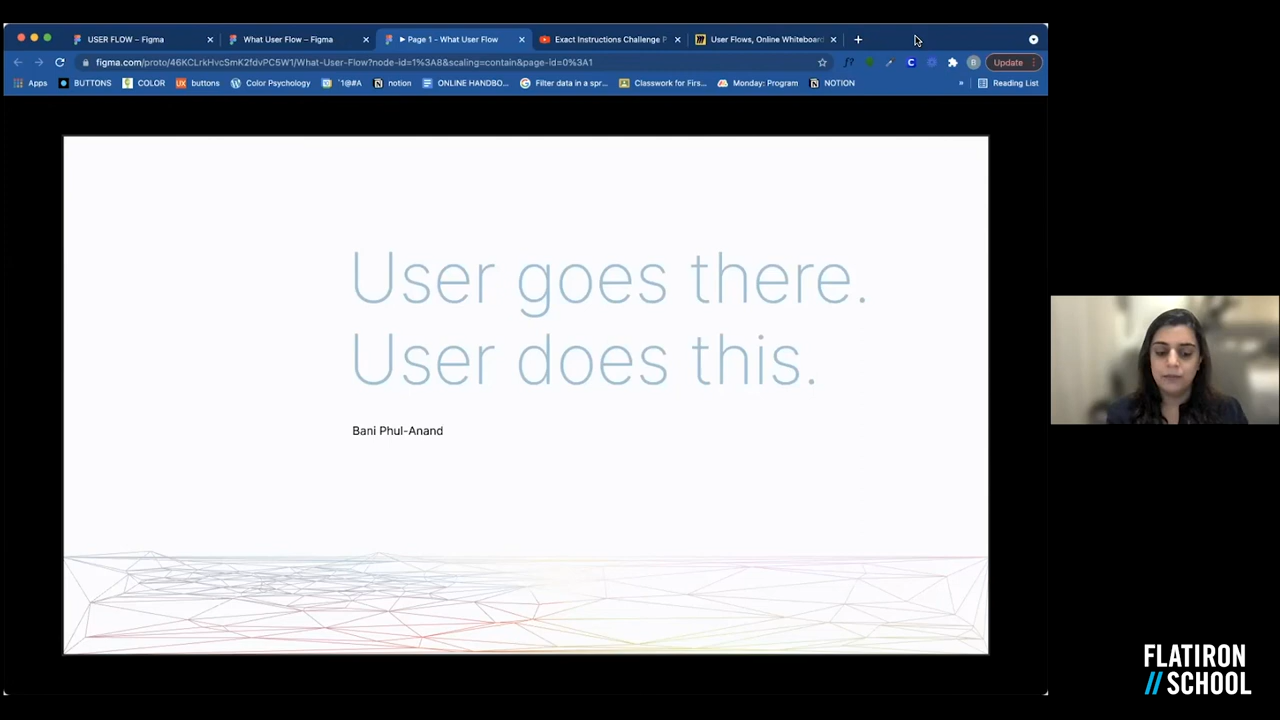 USER FLOW – Figma
What User Flow – Figma
Page 1 – What User Flow
Exact Instructions Challenge P
User Flows, Online Whiteboard
figma.com/proto/46KCLrkHvcSmK2fdvPC5W1/What-User-Flow?node-id=1%3A8&scaling=contain&page-id=0%3A1
f?
C
B
Update
Apps
BUTTONS
COLOR
UX buttons
Color Psychology
`1@#A
notion
ONLINE HANDBO...
Filter data in a spr...
Classwork for Firs...
Monday: Program
NOTION
»
Reading List
User goes there.
User does this.
Bani Phul-Anand
FLATIRON
// SCHOOL